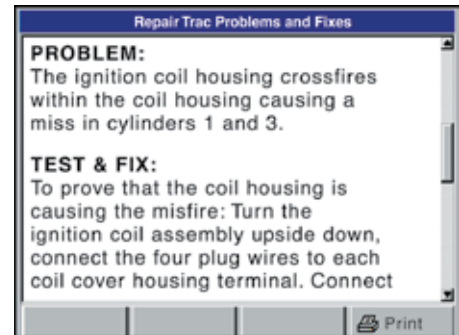 Repair Trac Problems and Fixes
PROBLEM:
The ignition coil housing crossfires
within the coil housing causing a
miss in cylinders 1 and 3.
TEST & FIX:
To prove that the coil housing is
causing the misfire: Turn the
ignition coil assembly upside down,
connect the four plug wires to each
coil cover housing terminal. Connect
Print